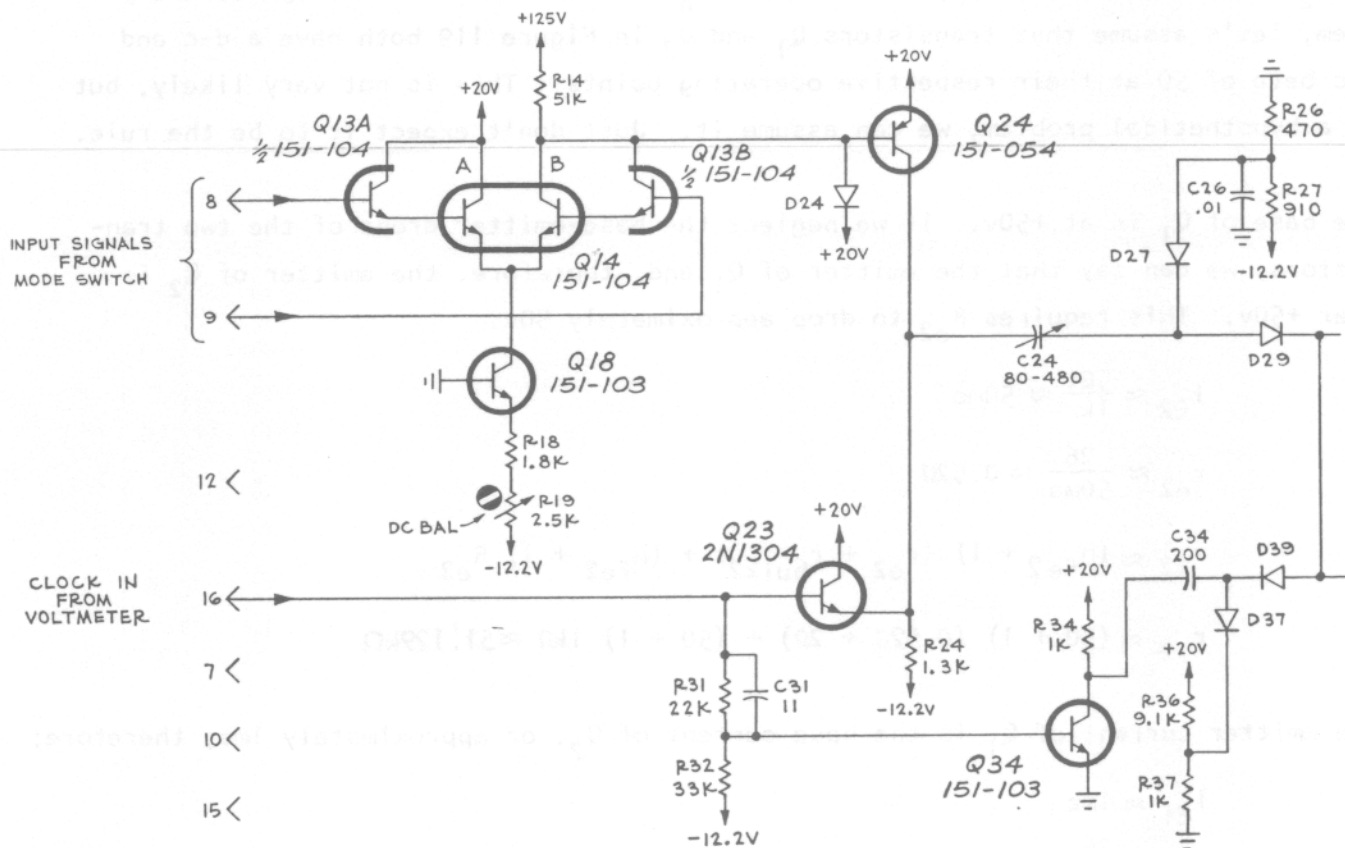 +125V
R14
51K
+20V
Q13A
½ 151-104
A
B
Q13B
½ 151-104
+20V
Q24
151-054
D24
+20V
R26
470
C26
.01
R27
910
-12.2V
D27
8
INPUT SIGNALS
FROM
MODE SWITCH
9
Q14
151-104
Q18
151-103
C24
80-480
D29
R18
1.8K
12
R19
2.5K
DC BAL
-12.2V
Q23
2N1304
+20V
C34
200
D39
+20V
D37
CLOCK IN
FROM
VOLTMETER
16
R34
1K
+20V
R24
1.3K
-12.2V
7
R31
22K
C31
11
R36
9.1K
10
R32
33K
Q34
151-103
R37
1K
15
-12.2V